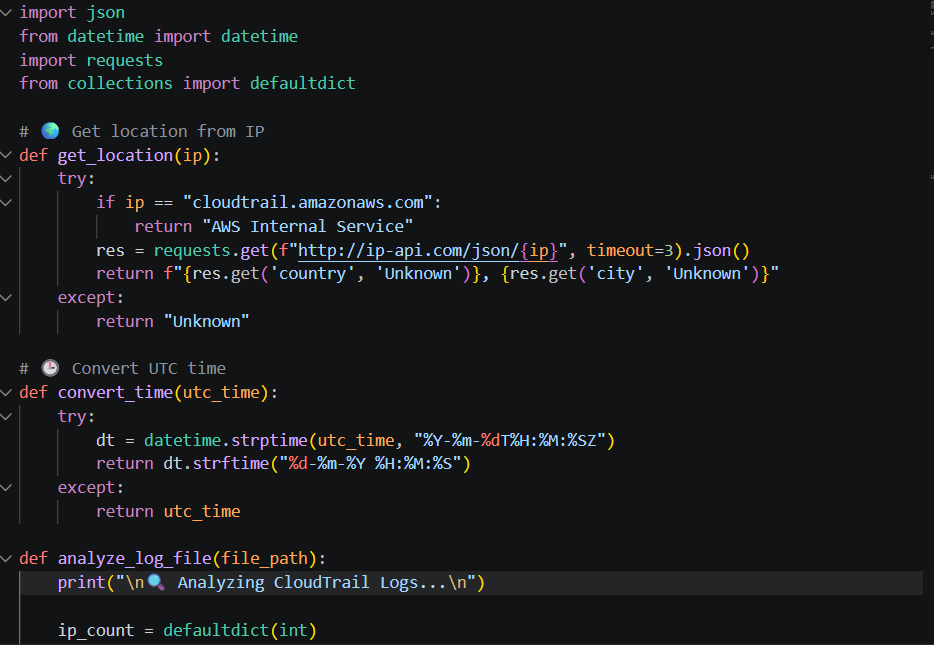 import json
from datetime import datetime
import requests
from collections import defaultdict
# 🌍 Get location from IP
def get_location(ip):
    try:
        if ip == "cloudtrail.amazonaws.com":
            return "AWS Internal Service"
        res = requests.get(f"http://ip-api.com/json/{ip}", timeout=3).json()
        return f"{res.get('country', 'Unknown')}, {res.get('city', 'Unknown')}"
    except:
        return "Unknown"
# 🕒 Convert UTC time
def convert_time(utc_time):
    try:
        dt = datetime.strptime(utc_time, "%Y-%m-%dT%H:%M:%SZ")
        return dt.strftime("%d-%m-%Y %H:%M:%S")
    except:
        return utc_time
def analyze_log_file(file_path):
    print("\n🔍 Analyzing CloudTrail Logs...\n")
    ip_count = defaultdict(int)